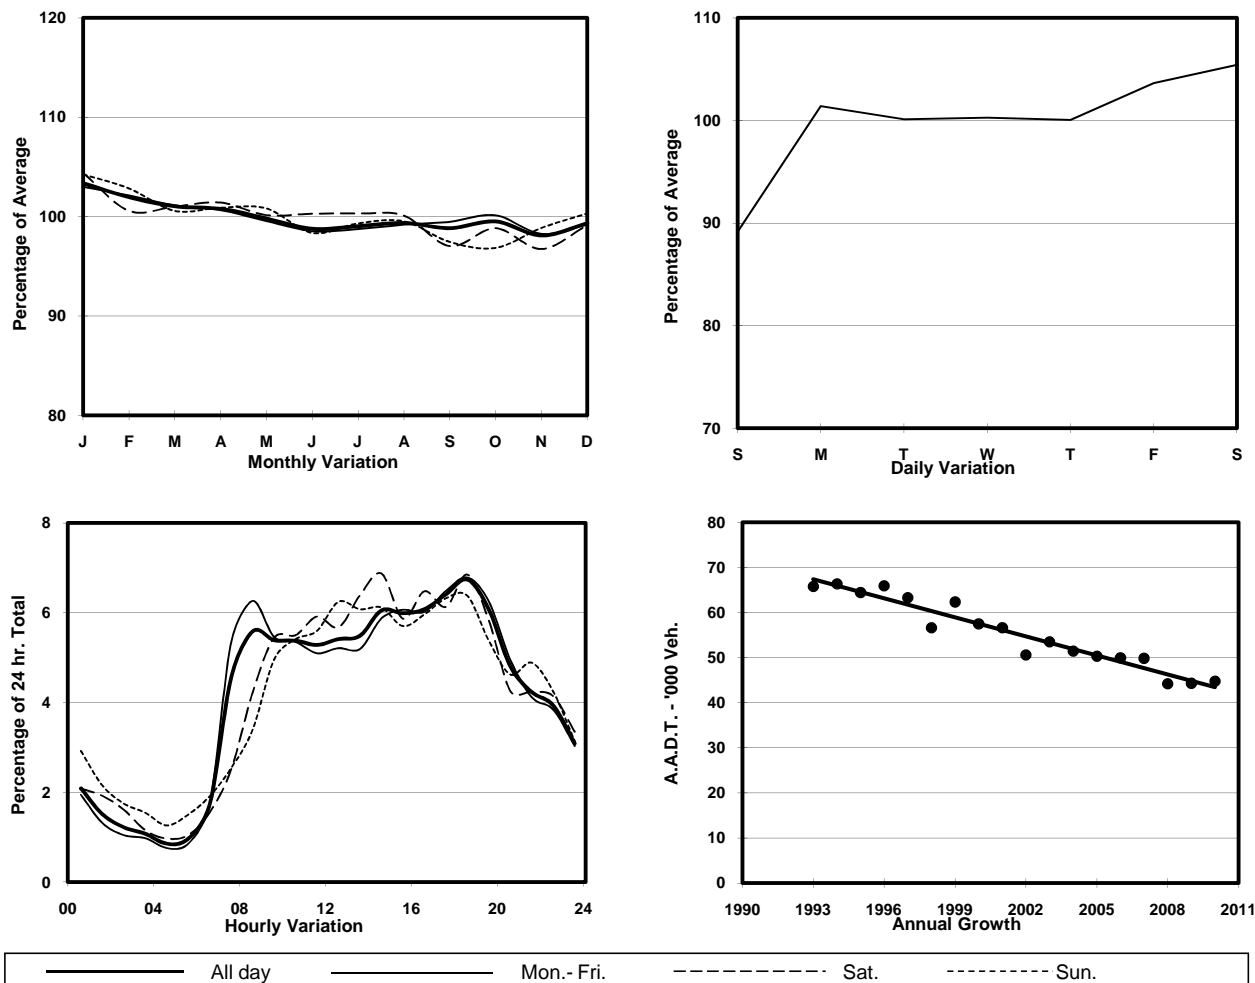 120
110
100
90
80
Percentage of Average
J F M A M J J A S O N D
Monthly Variation
110
100
90
80
70
Percentage of Average
S M T W T F S
Daily Variation
8
6
4
2
0
Percentage of 24 hr. Total
00 04 08 12 16 20 24
Hourly Variation
80
70
60
50
40
30
20
10
0
A.A.D.T. - '000 Veh.
1990 1993 1996 1999 2002 2005 2008 2011
Annual Growth
All day Mon.- Fri. Sat. Sun.